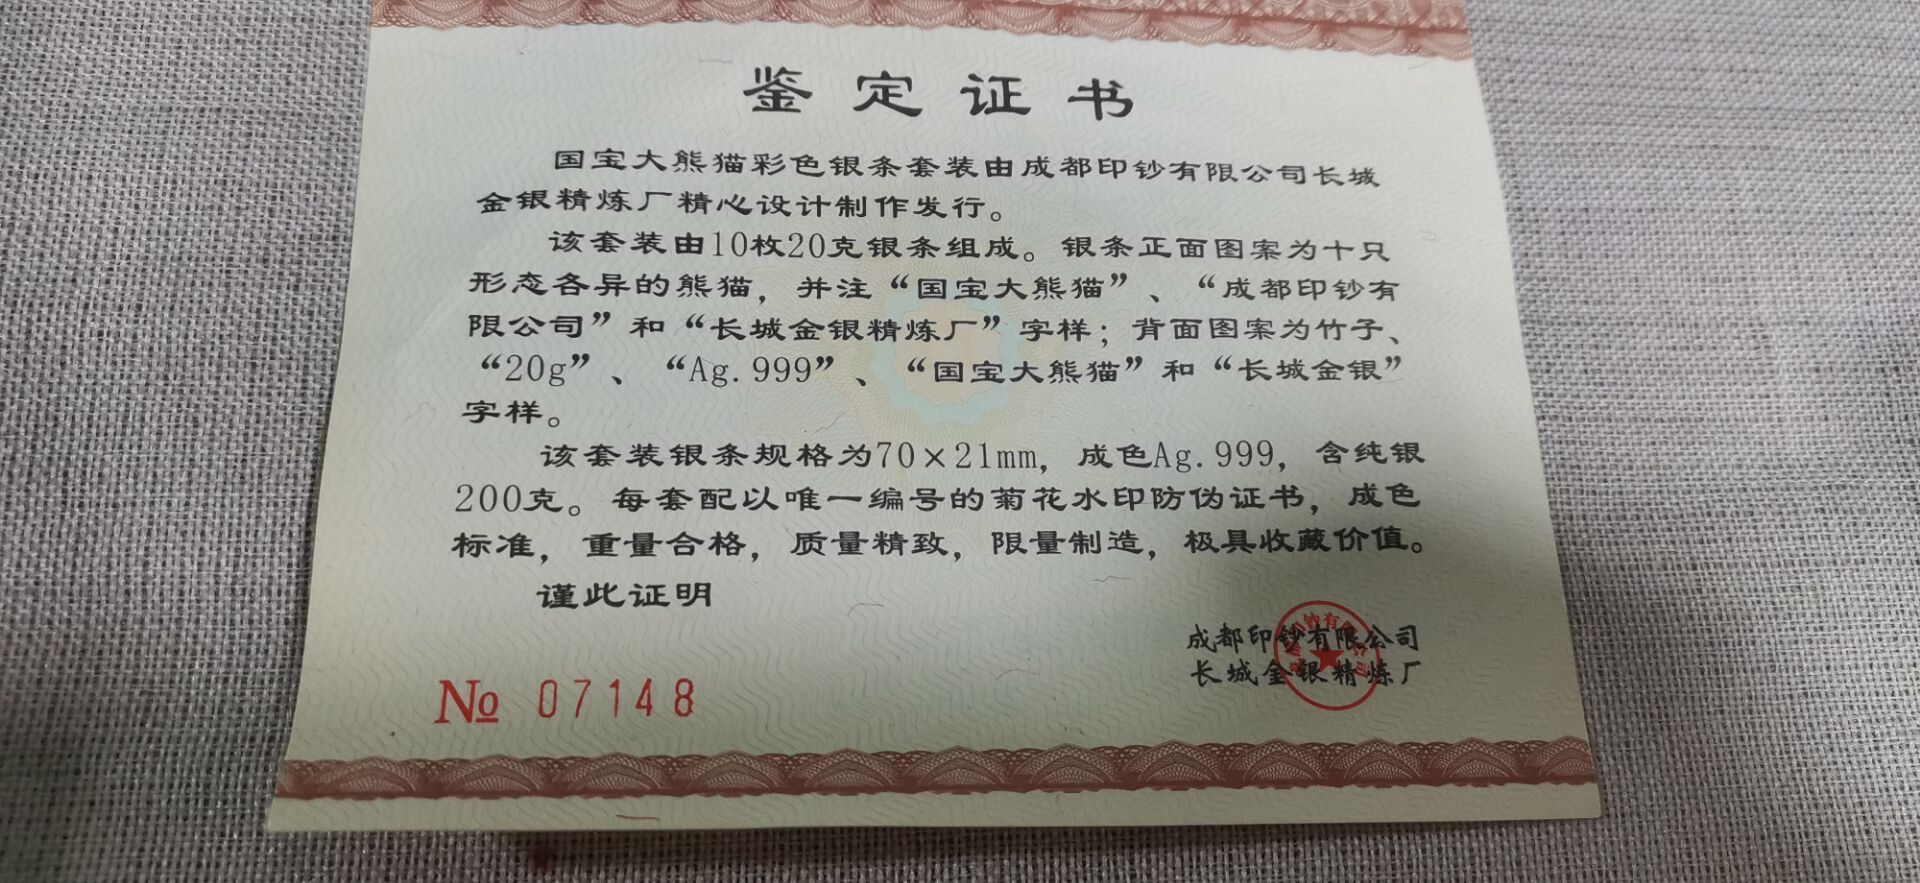 鉴定证书
国宝大熊猫彩色银条套装由成都印钞有限公司长城
金银精炼厂精心设计制作发行。
该套装由10枚20克银条组成。银条正面图案为十只
形态各异的熊猫，并注“国宝大熊猫”、“成都印钞有
限公司”和“长城金银精炼厂”字样；背面图案为竹子、
“20g”、“Ag.999”、“国宝大熊猫”和“长城金银”
字样。
该套装银条规格为70×21mm，成色Ag.999，含纯银
200克。每套配以唯一编号的菊花水印防伪证书，成色
标准，重量合格，质量精致，限量制造，极具收藏价值。
谨此证明
成都印钞有限公司
长城金银精炼厂
№ 07148